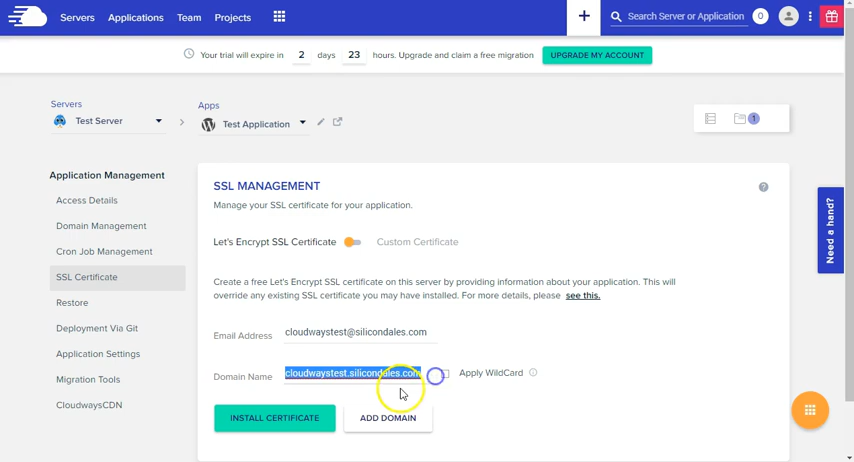 Servers Applications Team Projects + Search Server or Application 0
Your trial will expire in 2 days 23 hours. Upgrade and claim a free migration UPGRADE MY ACCOUNT
Servers Apps
Test Server Test Application 1
Application Management
Access Details
Domain Management
Cron Job Management
SSL Certificate
Restore
Deployment Via Git
Application Settings
Migration Tools
CloudwaysCDN
SSL MANAGEMENT ?
Manage your SSL certificate for your application.
Let's Encrypt SSL Certificate Custom Certificate
Create a free Let's Encrypt SSL certificate on this server by providing information about your application. This will
override any existing SSL certificate you may have installed. For more details, please see this.
Email Address cloudwaystest@silicondales.com
Domain Name cloudwaystest.silicondales.com Apply WildCard
INSTALL CERTIFICATE ADD DOMAIN
Need a hand?